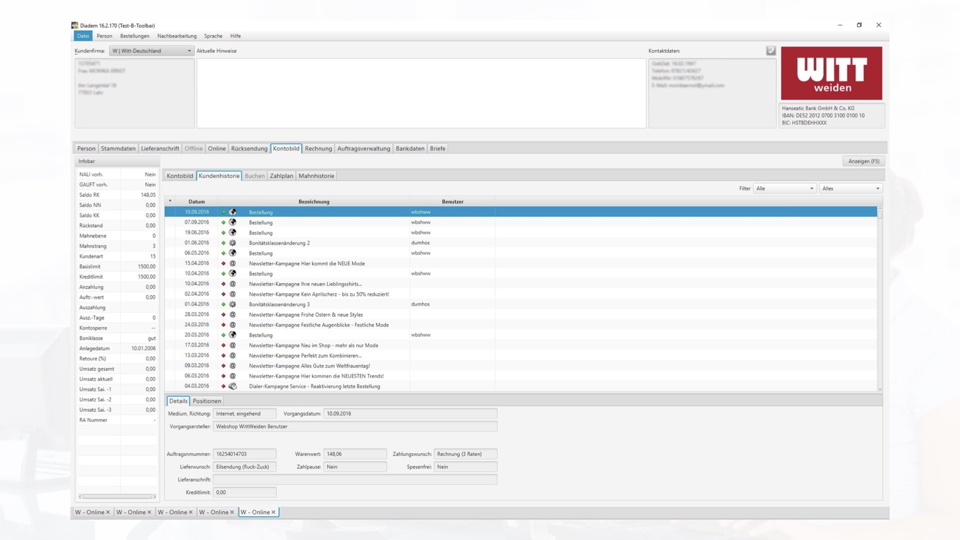 Diadem 16.2.170 (Test-B-Toolbar)
Datei Person Bestellungen Nachbearbeitung Sprache Hilfe
Kundenfirma: W | Witt-Deutschland Aktuelle Hinweise Kontaktdaten:
WITT
weiden
Hanseatic Bank GmbH & Co. KG
IBAN: DE52 2012 0700 3100 0100 10
BIC: HSTBDEHHXXX
Person Stammdaten Lieferanschrift Offline Online Rücksendung Kontobild Rechnung Auftragsverwaltung Bankdaten Briefe
Infobar Anzeigen (F5)
NALI vorh. Nein
GAUFT vorh. Nein
Saldo RK 148,05
Saldo NN 0,00
Saldo KK 0,00
Rückstand 0,00
Mahnebene 0
Mahnstrang 3
Kundenart 15
Basislimit 1500,00
Kreditlimit 1500,00
Anzahlung 0,00
Auftr.-wert 0,00
Auszahlung
Ausz.-Tage 0
Kontosperre --
Boniklasse gut
Anlagedatum 10.01.2006
Retoure (%) 0,00
Umsatz gesamt 0,00
Umsatz aktuell 0,00
Umsatz Sai. -1 0,00
Umsatz Sai. -2 0,00
Umsatz Sai. -3 0,00
RA Nummer -
Kontobild Kundenhistorie Buchen Zahlplan Mahnhistorie
Filter Alle Alles
* Datum Bezeichnung Benutzer
10.09.2016 Bestellung wbshww
07.09.2016 Bestellung wbshww
19.06.2016 Bestellung wbshww
01.06.2016 @ Bonitätsklassenänderung 2 dumhos
06.05.2016 Bestellung wbshww
15.04.2016 @ Newsletter-Kampagne Hier kommt die NEUE Mode
10.04.2016 Bestellung wbshww
10.04.2016 @ Newsletter-Kampagne Ihre neuen Lieblingsshirts...
02.04.2016 @ Newsletter-Kampagne Kein Aprilscherz - bis zu 50% reduziert!
01.04.2016 Bonitätsklassenänderung 3 dumhos
28.03.2016 @ Newsletter-Kampagne Frohe Ostern & neue Styles
24.03.2016 @ Newsletter-Kampagne Festliche Augenblicke - Festliche Mode
20.03.2016 Bestellung wbshww
17.03.2016 @ Newsletter-Kampagne Neu im Shop - mehr als nur Mode
13.03.2016 @ Newsletter-Kampagne Perfekt zum Kombinieren...
09.03.2016 @ Newsletter-Kampagne Alles Gute zum Weltfrauentag!
06.03.2016 @ Newsletter-Kampagne Hier kommen die NEUESTEN Trends!
04.03.2016 Dialer-Kampagne Service - Reaktivierung letzte Bestellung
Details Positionen
Medium, Richtung: Internet, eingehend Vorgangsdatum: 10.09.2016
Vorgangsersteller: Webshop WittWeiden Benutzer
Auftragsnummer: 16254014703 Warenwert: 148,06 Zahlungswunsch: Rechnung (3 Raten)
Lieferwunsch: Eilsendung (Ruck-Zuck) Zahlpause: Nein Spesenfrei: Nein
Lieferanschrift:
Kreditlimit: 0,00
W - Online × W - Online × W - Online × W - Online × W - Online ×